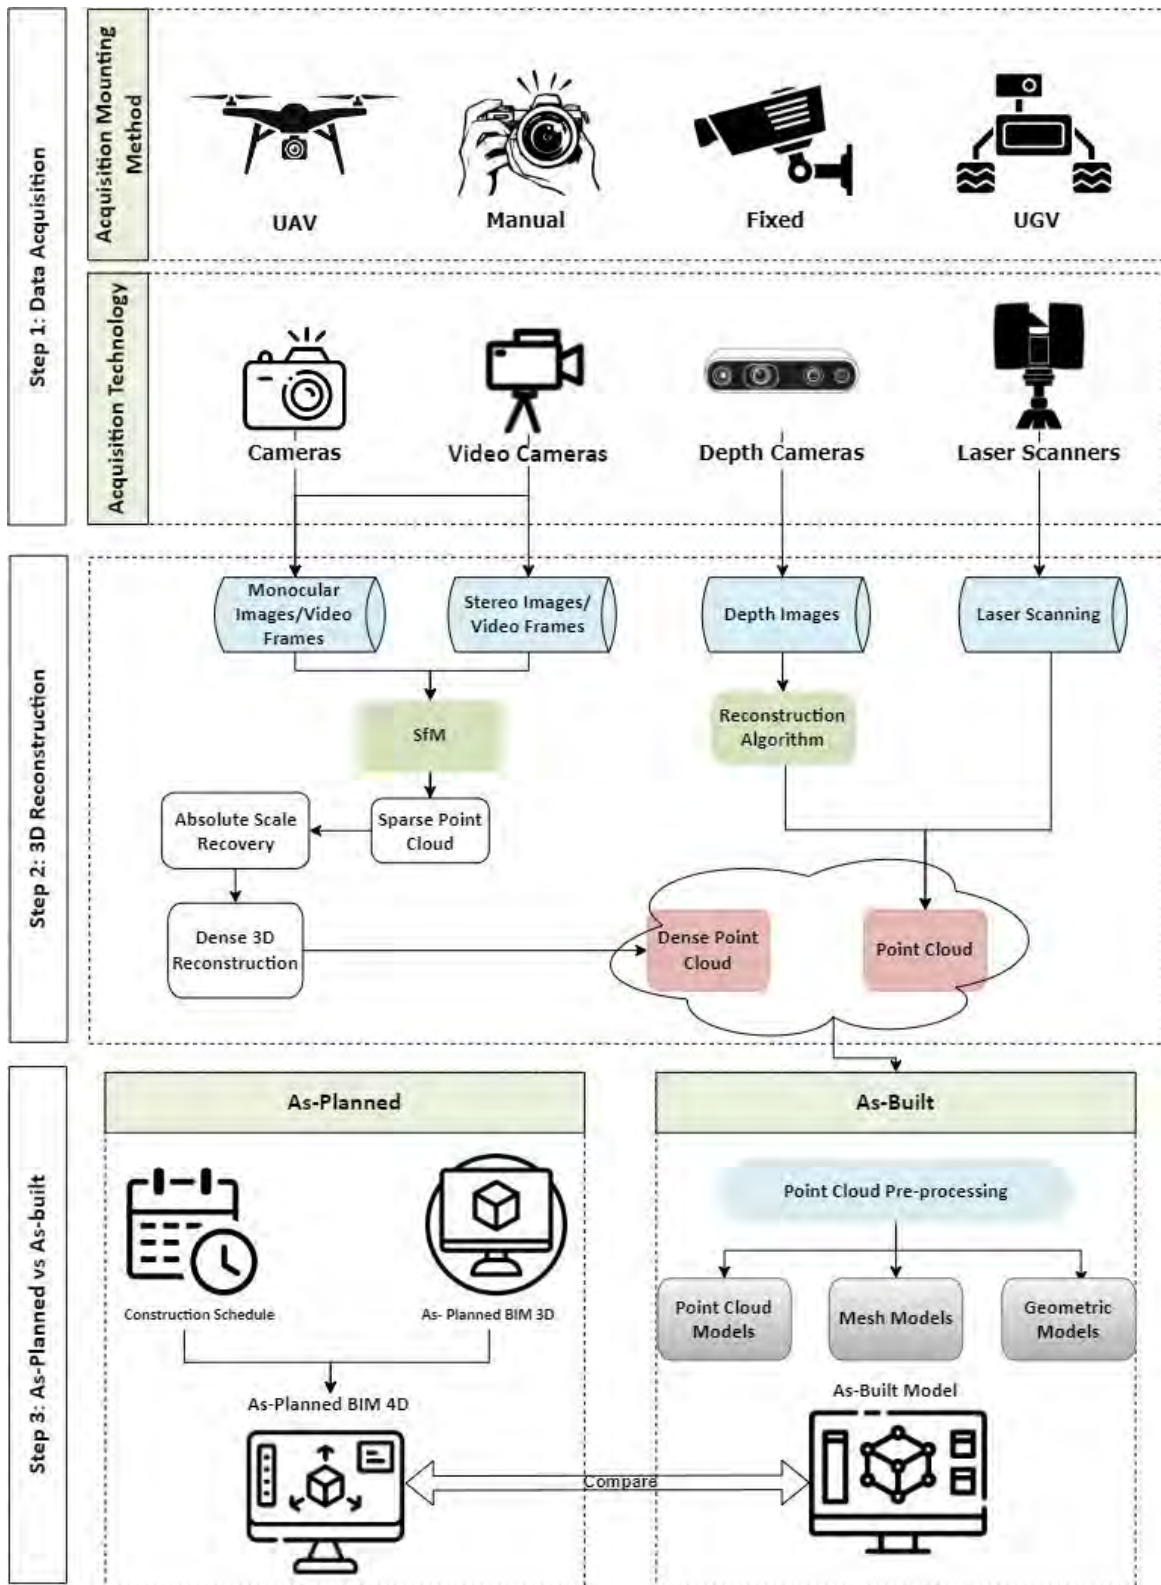 Step 1: Data Acquisition
Acquisition Mounting
Method
UAV
Manual
Fixed
UGV
Acquisition Technology
Cameras
Video Cameras
Depth Cameras
Laser Scanners
Step 2: 3D Reconstruction
Monocular
Images/Video
Frames
Stereo Images/
Video Frames
Depth Images
Laser Scanning
SfM
Reconstruction
Algorithm
Absolute Scale
Recovery
Sparse Point
Cloud
Dense 3D
Reconstruction
Dense Point
Cloud
Point Cloud
Step 3: As-Planned vs As-built
As-Planned
As-Built
Construction Schedule
As- Planned BIM 3D
As-Planned BIM 4D
Point Cloud Pre-processing
Point Cloud
Models
Mesh Models
Geometric
Models
As-Built Model
Compare